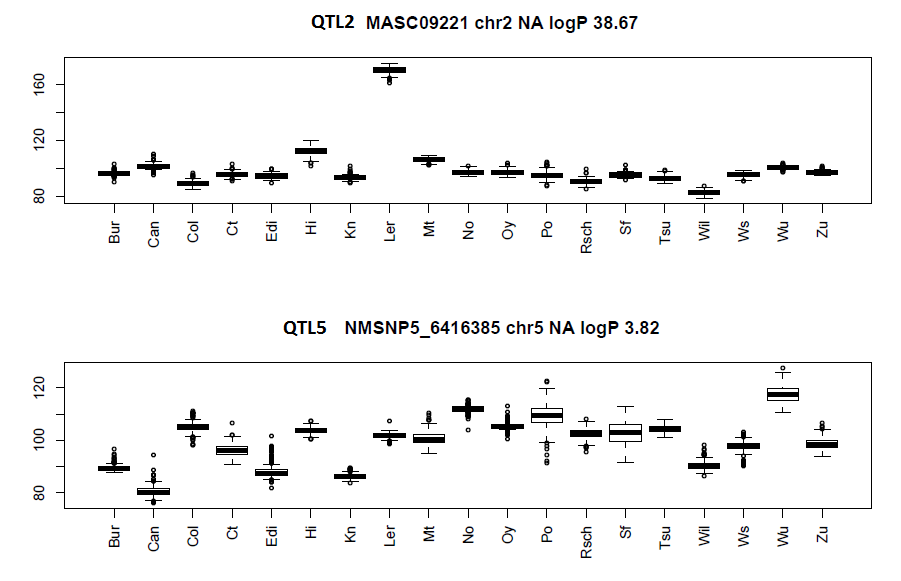 QTL2 MASC09221 chr2 NA logP 38.67
160
120
80
Bur Can Col Ct Edi Hi Kn Ler Mt No Oy Po Rsch Sf Tsu Wil Ws Wu Zu
QTL5 NMSNP5_6416385 chr5 NA logP 3.82
120
100
80
Bur Can Col Ct Edi Hi Kn Ler Mt No Oy Po Rsch Sf Tsu Wil Ws Wu Zu